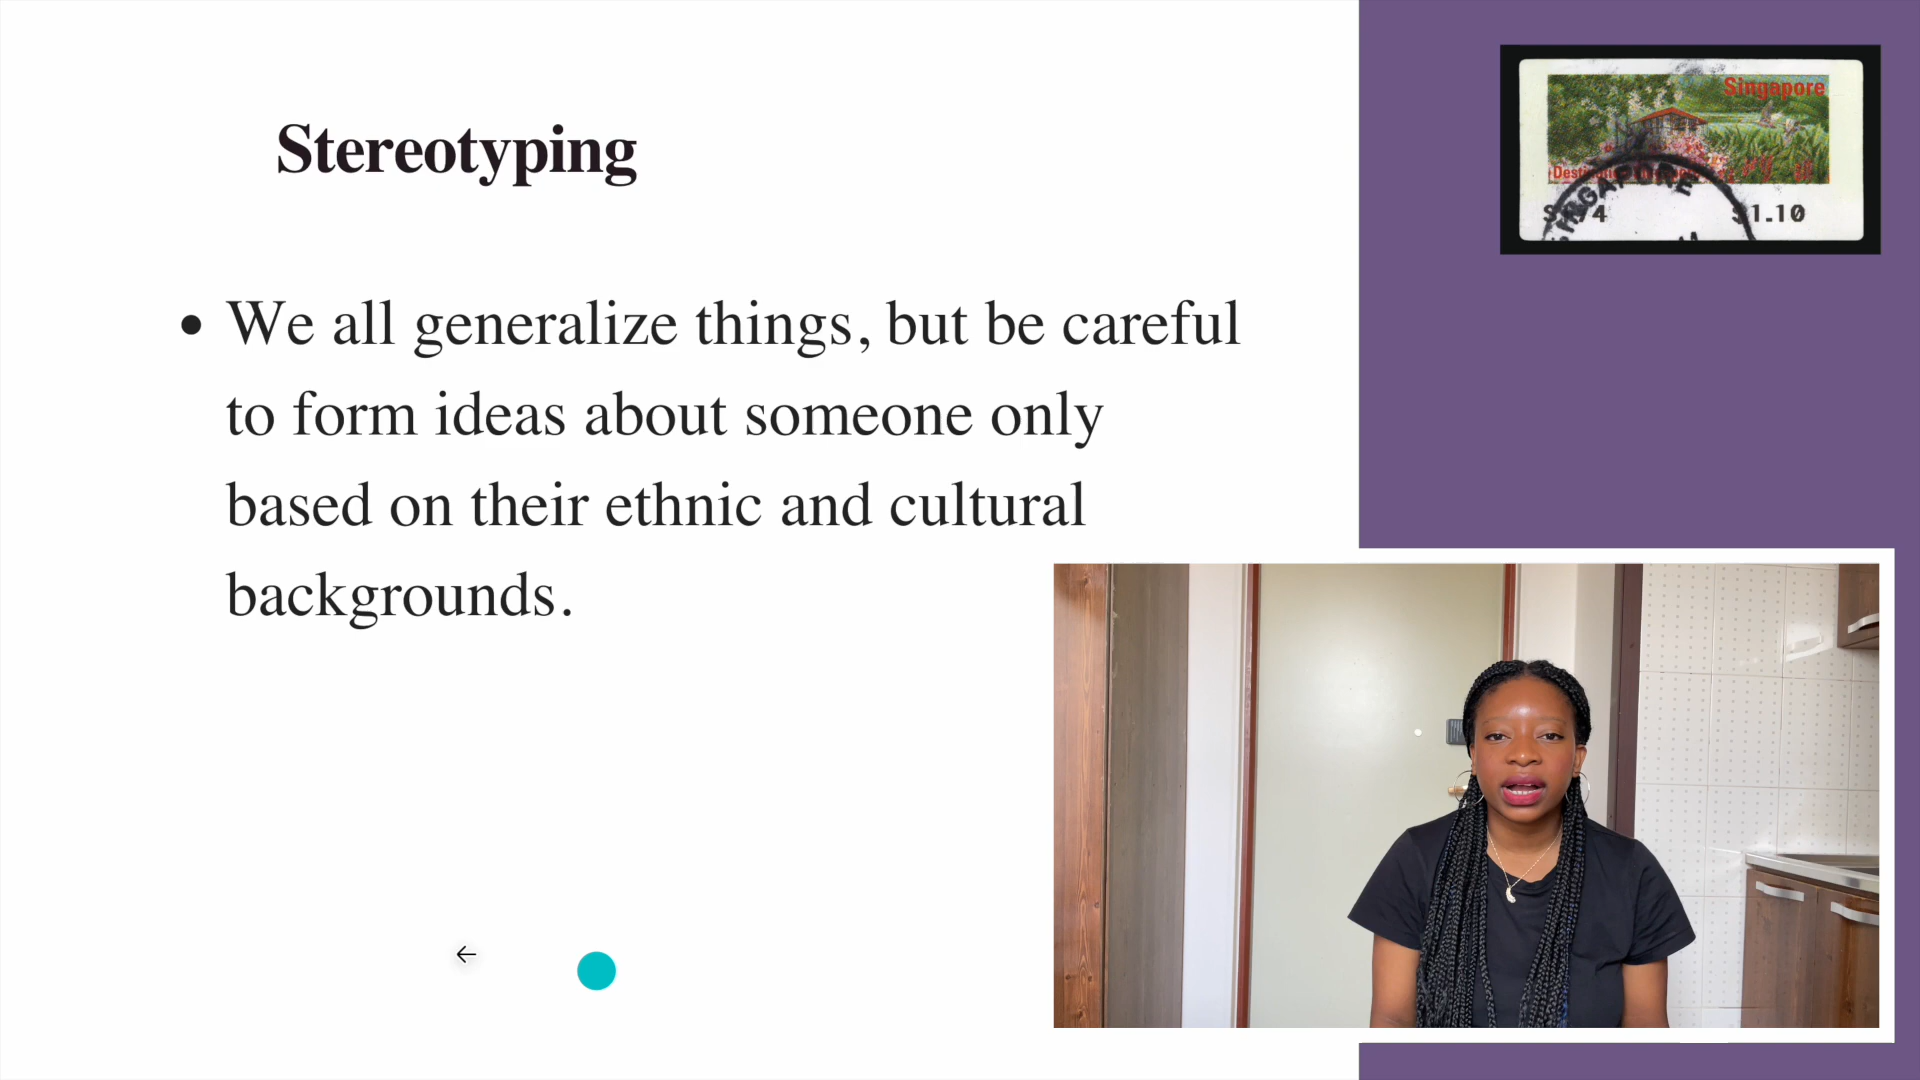 Stereotyping
• We all generalize things, but be careful
to form ideas about someone only
based on their ethnic and cultural
backgrounds.
Singapore
SINGAPORE
$1.10